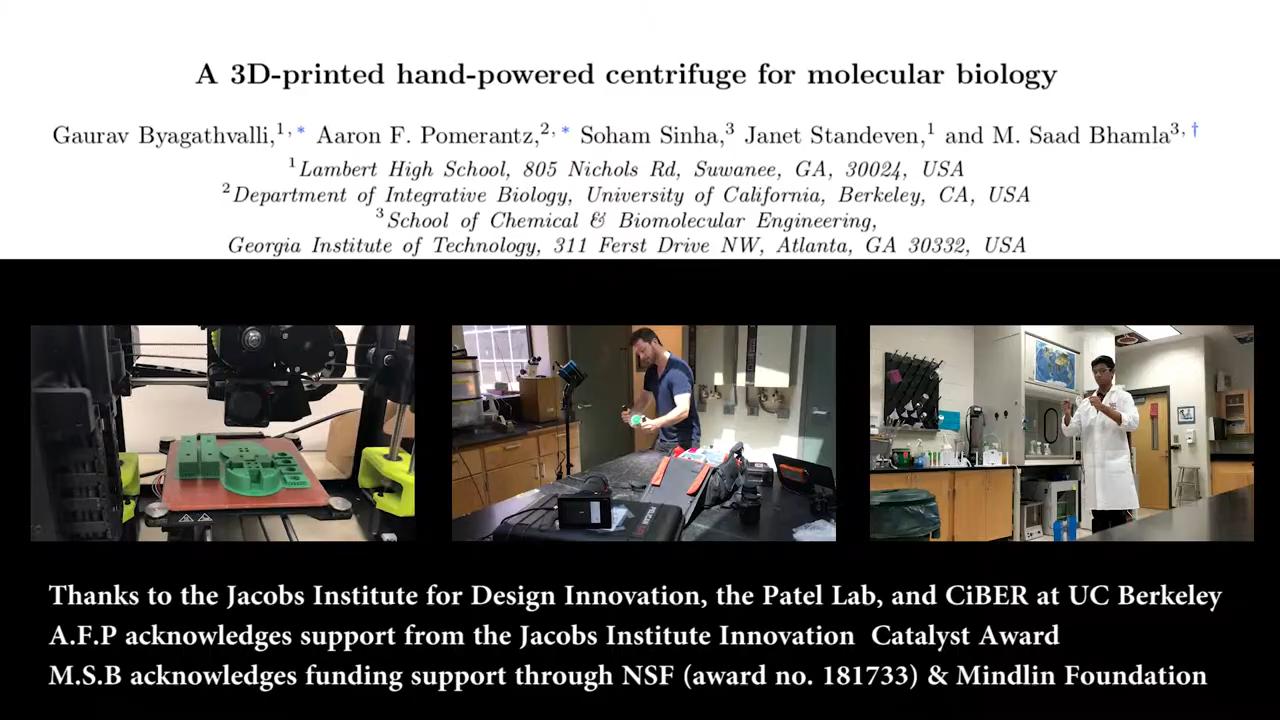 A 3D-printed hand-powered centrifuge for molecular biology
Gaurav Byagathvalli,1, * Aaron F. Pomerantz,2, * Soham Sinha,3 Janet Standeven,1 and M. Saad Bhamla3, †
1Lambert High School, 805 Nichols Rd, Suwanee, GA, 30024, USA
2Department of Integrative Biology, University of California, Berkeley, CA, USA
3School of Chemical & Biomolecular Engineering,
Georgia Institute of Technology, 311 Ferst Drive NW, Atlanta, GA 30332, USA
Thanks to the Jacobs Institute for Design Innovation, the Patel Lab, and CiBER at UC Berkeley
A.F.P acknowledges support from the Jacobs Institute Innovation Catalyst Award
M.S.B acknowledges funding support through NSF (award no. 181733) & Mindlin Foundation